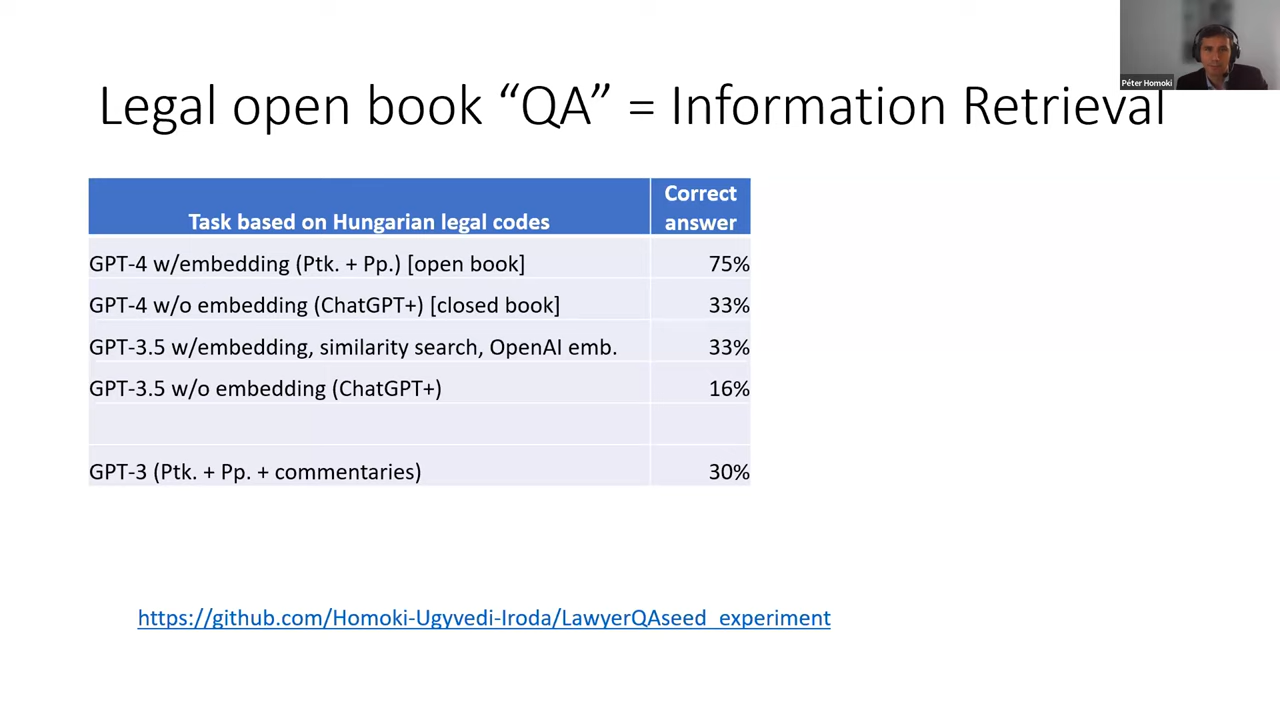 Péter Homoki
Legal open book “QA” = Information Retrieval
Task based on Hungarian legal codes
Correct
answer
GPT-4 w/embedding (Ptk. + Pp.) [open book] 75%
GPT-4 w/o embedding (ChatGPT+) [closed book] 33%
GPT-3.5 w/embedding, similarity search, OpenAI emb. 33%
GPT-3.5 w/o embedding (ChatGPT+) 16%
GPT-3 (Ptk. + Pp. + commentaries) 30%
https://github.com/Homoki-Ugyvedi-Iroda/LawyerQAseed_experiment